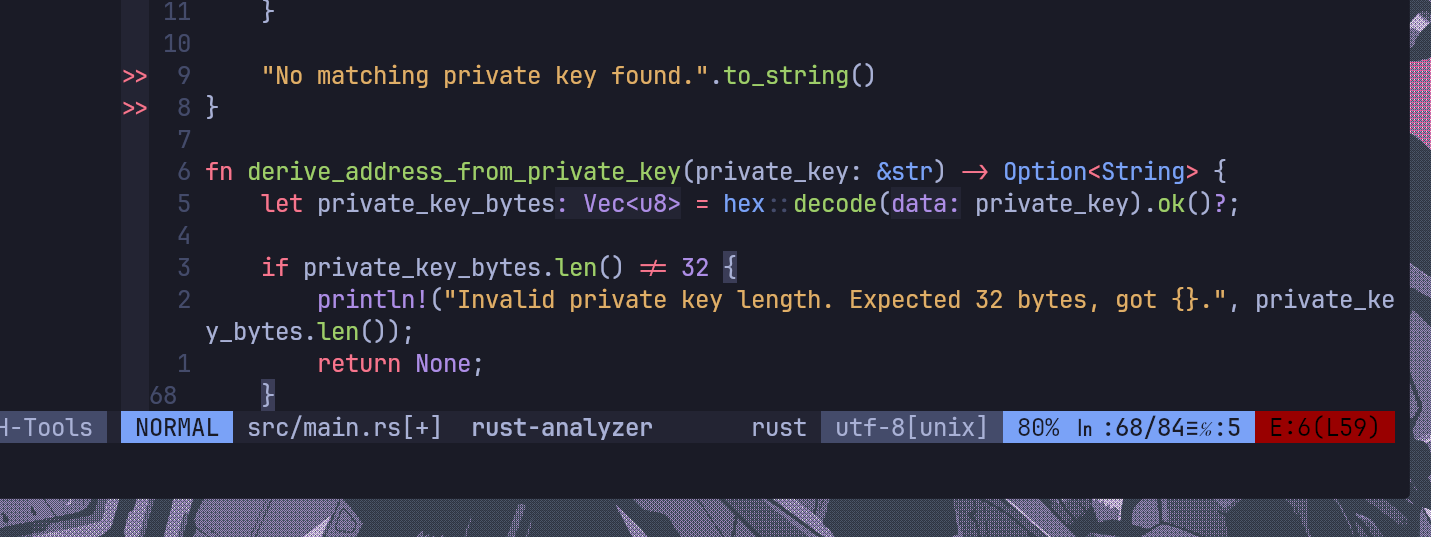 11     }
10
>> 9     "No matching private key found.".to_string()
>> 8 }
7
6 fn derive_address_from_private_key(private_key: &str) -> Option<String> {
5     let private_key_bytes: Vec<u8> = hex::decode(data: private_key).ok()?;
4
3     if private_key_bytes.len() != 32 {
2         println!("Invalid private key length. Expected 32 bytes, got {}.", private_ke
y_bytes.len());
1         return None;
68     }
H-Tools NORMAL src/main.rs[+] rust-analyzer rust utf-8[unix] 80% ㏑:68/84≡℅:5 E:6(L59)